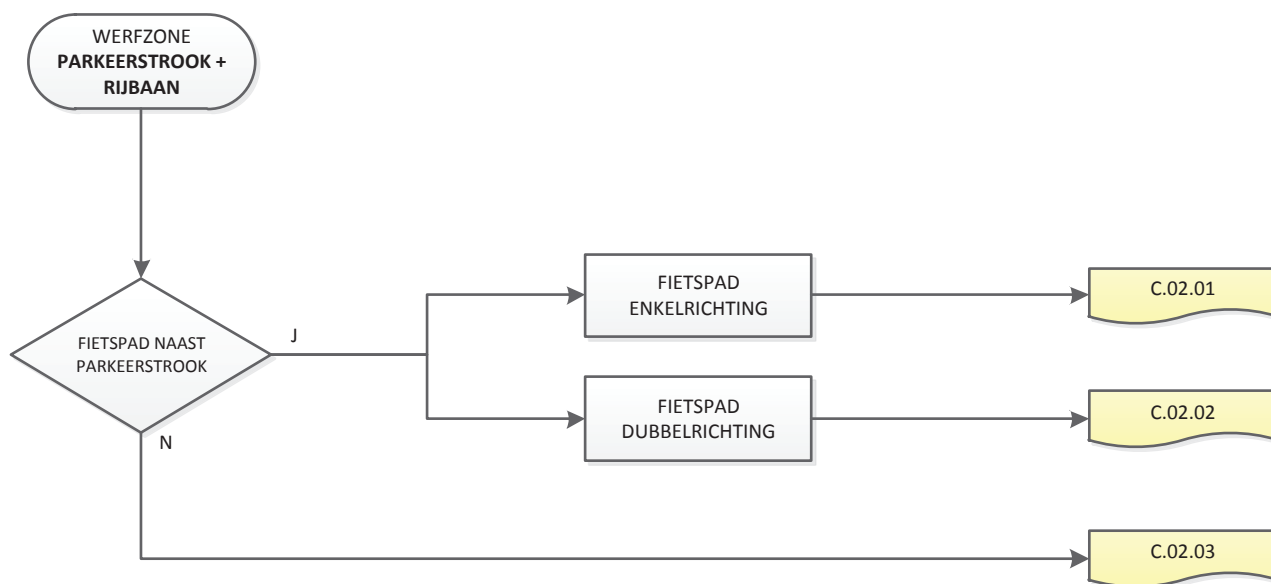 WERFZONE
PARKEERSTROOK +
RIJBAAN
FIETSPAD NAAST
PARKEERSTROOK
J
N
FIETSPAD
ENKELRICHTING
C.02.01
FIETSPAD
DUBBELRICHTING
C.02.02
C.02.03